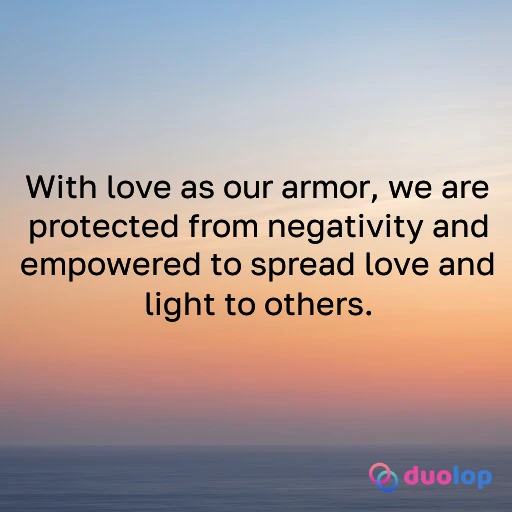 With love as our armor, we are
protected from negativity and
empowered to spread love and
light to others.
duolop